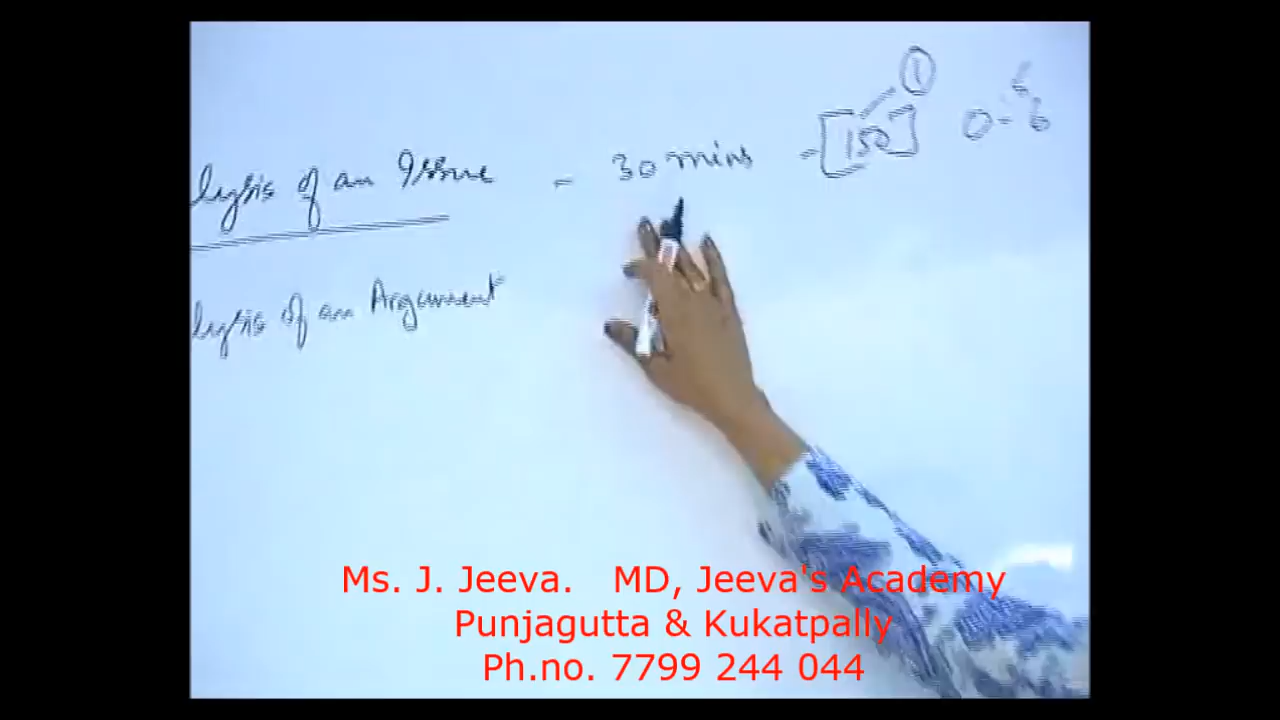 lysis of an Issue - 30 mins - [150] 1 0-6
lysis of an Argument
Ms. J. Jeeva. MD, Jeeva's Academy
Punjagutta & Kukatpally
Ph.no. 7799 244 044